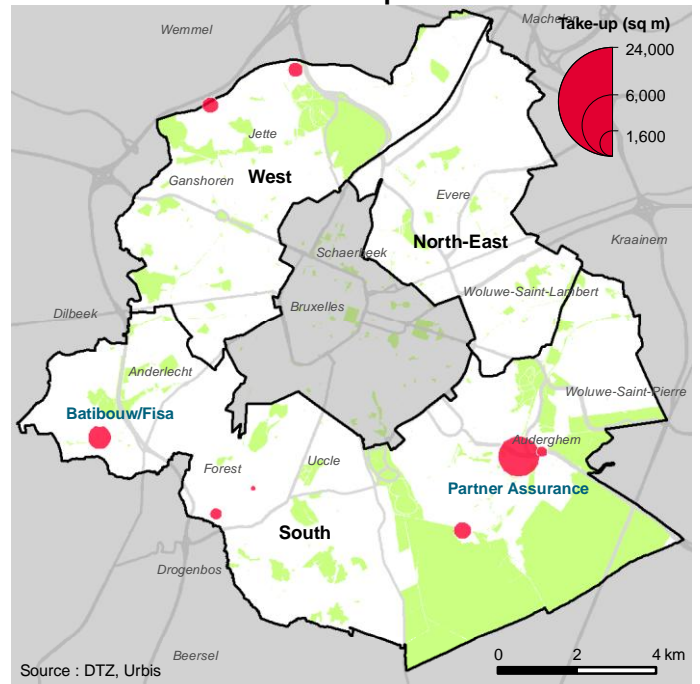 Wemmel
Machelen
Take-up (sq m)
24,000
6,000
1,600
Jette
Ganshoren
West
Evere
North-East
Kraainem
Schaerbeek
Woluwe-Saint-Lambert
Bruxelles
Dilbeek
Anderlecht
Woluwe-Saint-Pierre
Batibouw/Fisa
Auderghem
Forest
Uccle
Partner Assurance
South
Drogenbos
Beersel
Source : DTZ, Urbis
0 2 4 km